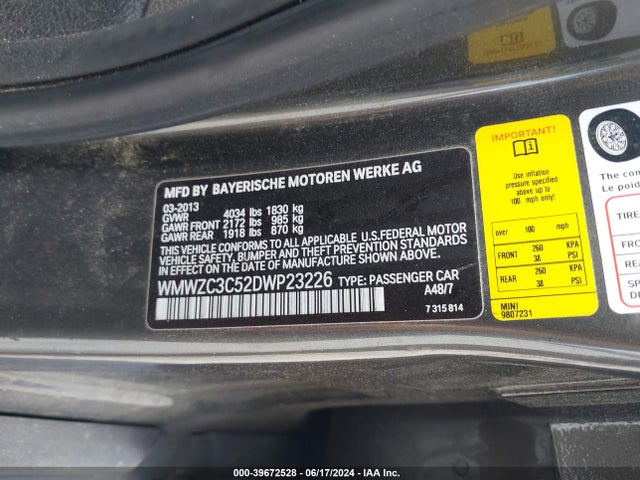 MFD BY BAYERISCHE MOTOREN WERKE AG
03-2013
GVWR 4034 lbs 1830 kg
GAWR FRONT 2172 lbs 985 kg
GAWR REAR 1918 lbs 870 kg
THIS VEHICLE CONFORMS TO ALL APPLICABLE U.S.FEDERAL MOTOR
VEHICLE SAFETY, BUMPER AND THEFT PREVENTION STANDARDS
IN EFFECT ON THE DATE OF MANUFACTURE SHOWN ABOVE.
WMWZC3C52DWP23226 TYPE: PASSENGER CAR
A48/7
7 315 814
IMPORTANT!
Use inflation
pressure specified
above up to
100 mph only!
over 100 mph
FRONT 260 KPA
38 PSI
REAR 260 KPA
38 PSI
MINI
9807231
The com
Le poids
TIRE
FRO
REA
SP
DE
000-39672528 - 06/17/2024 - IAA Inc.